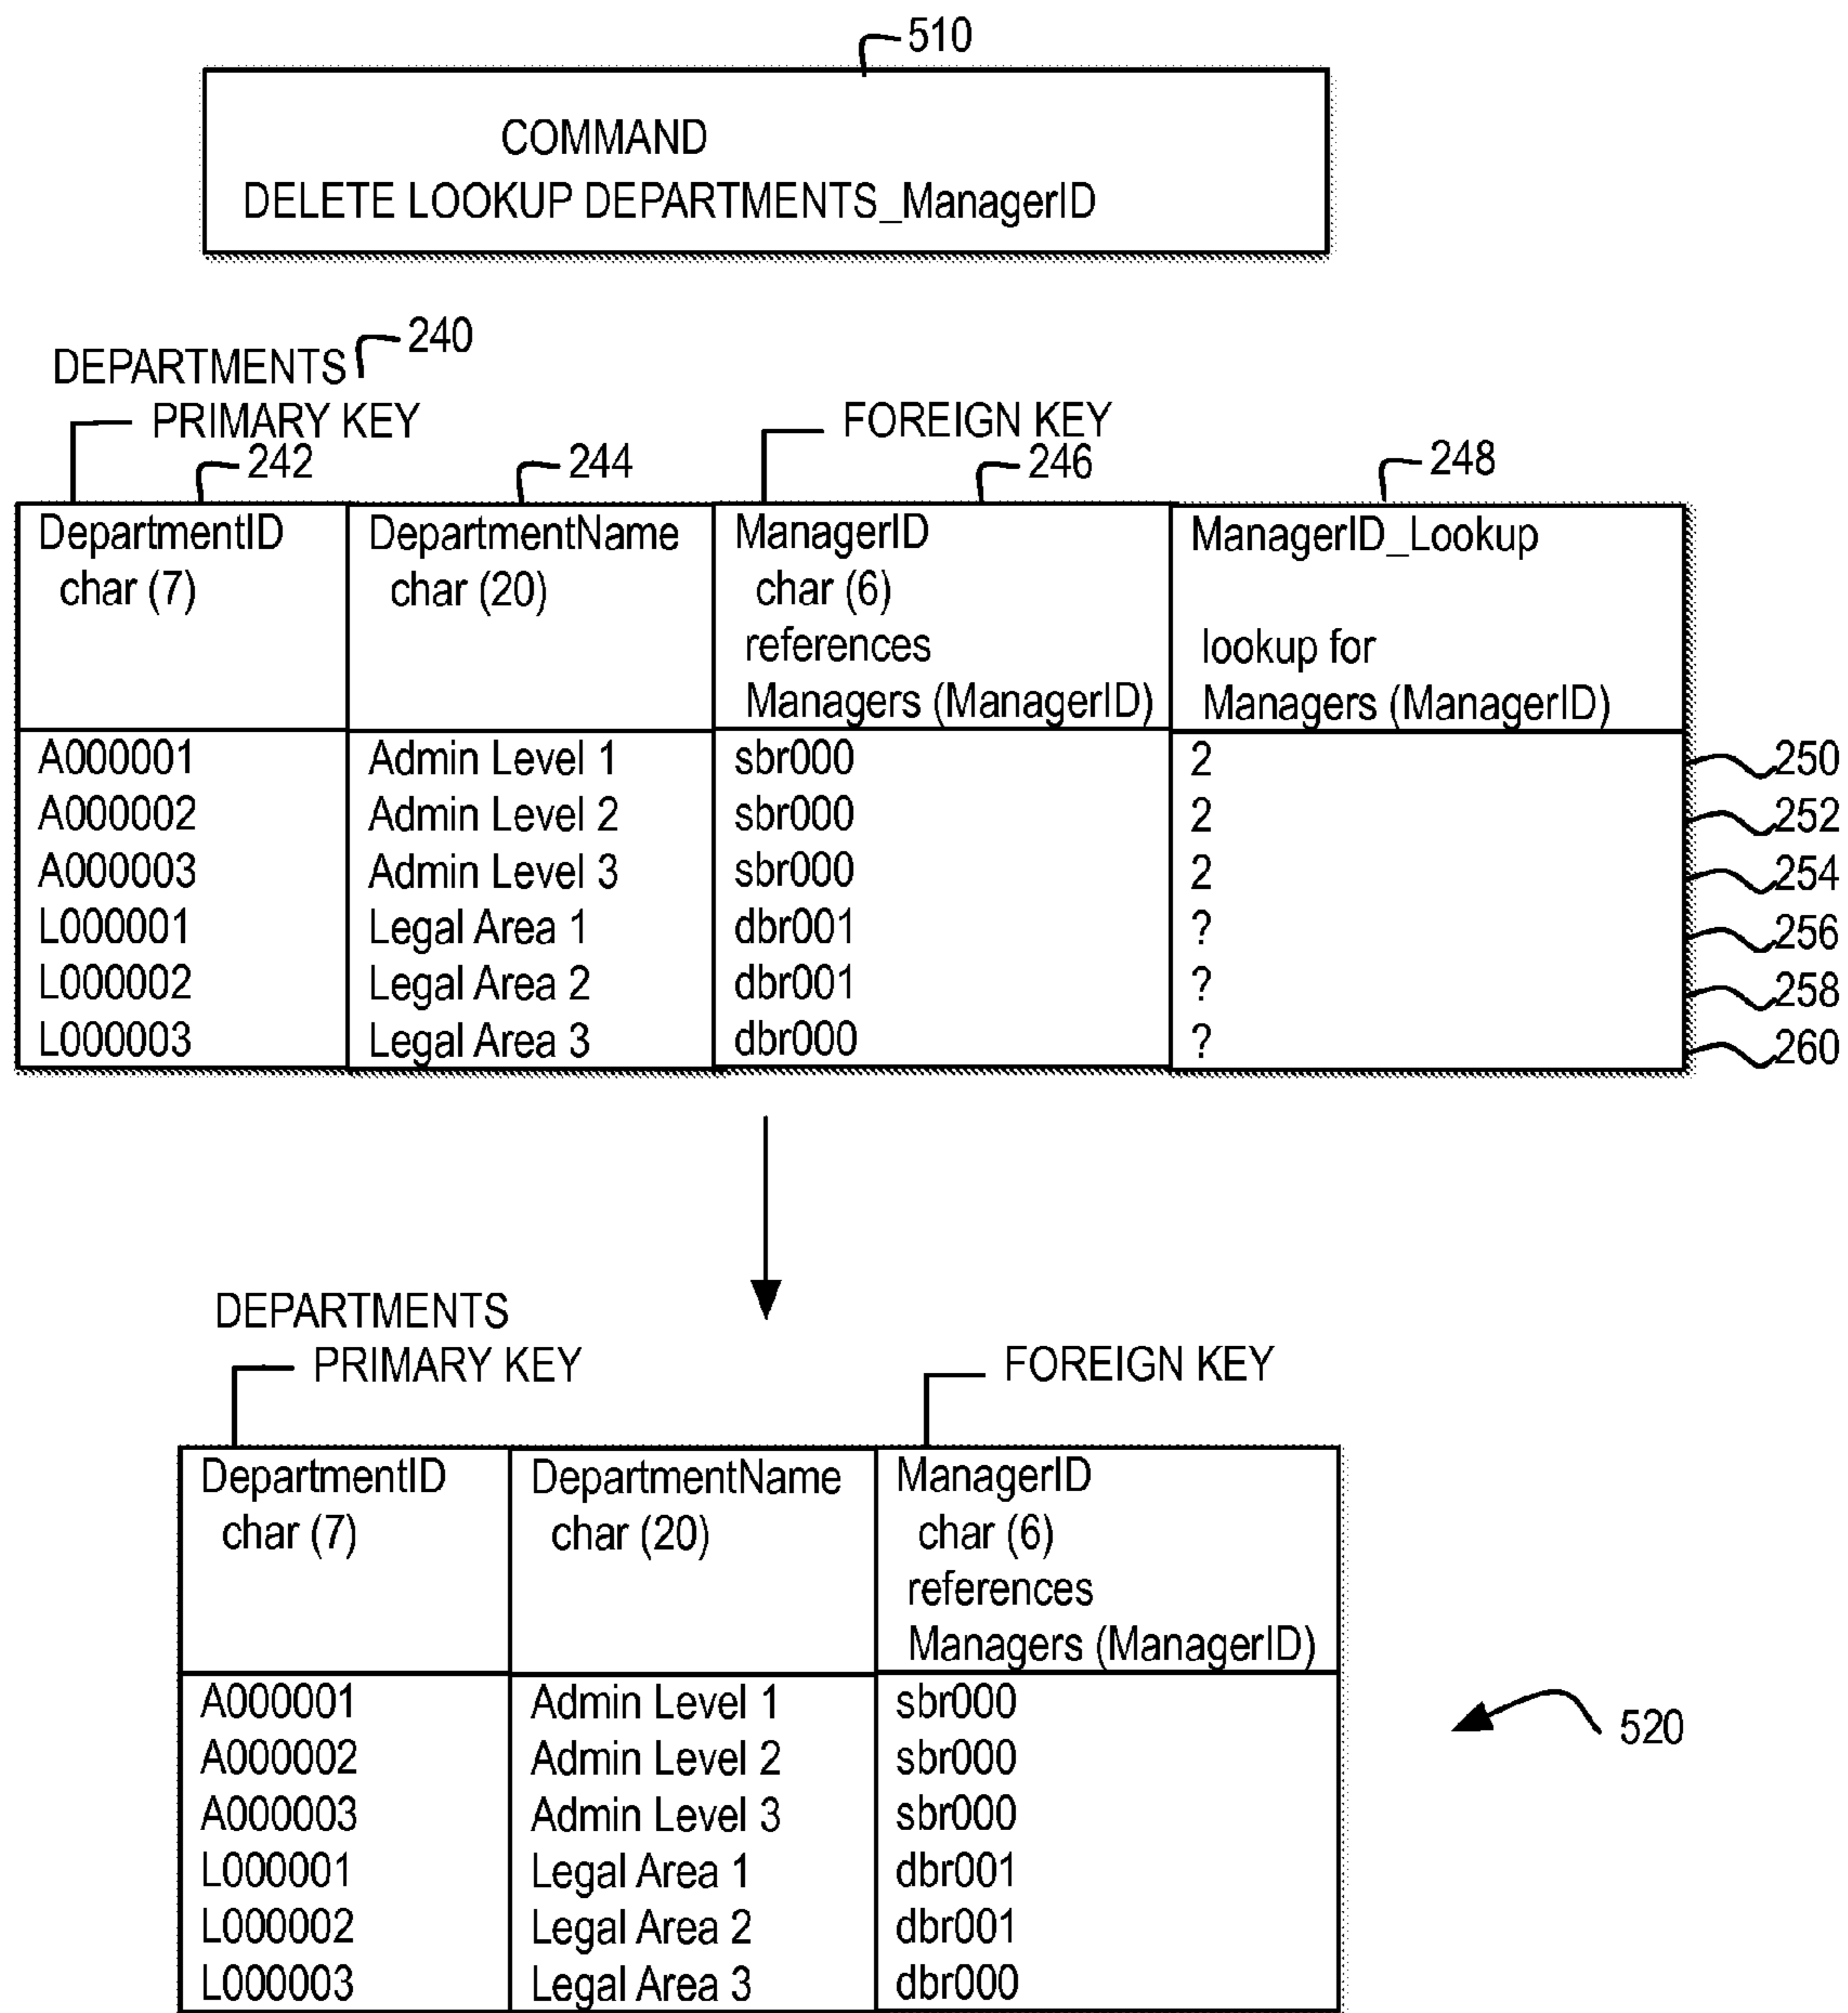 510
COMMAND
DELETE LOOKUP DEPARTMENTS_ManagerID
DEPARTMENTS 240
PRIMARY KEY FOREIGN KEY
242 244 246 248
DepartmentID DepartmentName ManagerID ManagerID_Lookup
char (7) char (20) char (6)
references lookup for
Managers (ManagerID) Managers (ManagerID)
A000001 Admin Level 1 sbr000 2 250
A000002 Admin Level 2 sbr000 2 252
A000003 Admin Level 3 sbr000 2 254
L000001 Legal Area 1 dbr001 ? 256
L000002 Legal Area 2 dbr001 ? 258
L000003 Legal Area 3 dbr000 ? 260
DEPARTMENTS
PRIMARY KEY FOREIGN KEY
DepartmentID DepartmentName ManagerID
char (7) char (20) char (6)
references
Managers (ManagerID)
A000001 Admin Level 1 sbr000
520
A000002 Admin Level 2 sbr000
A000003 Admin Level 3 sbr000
L000001 Legal Area 1 dbr001
L000002 Legal Area 2 dbr001
L000003 Legal Area 3 dbr000